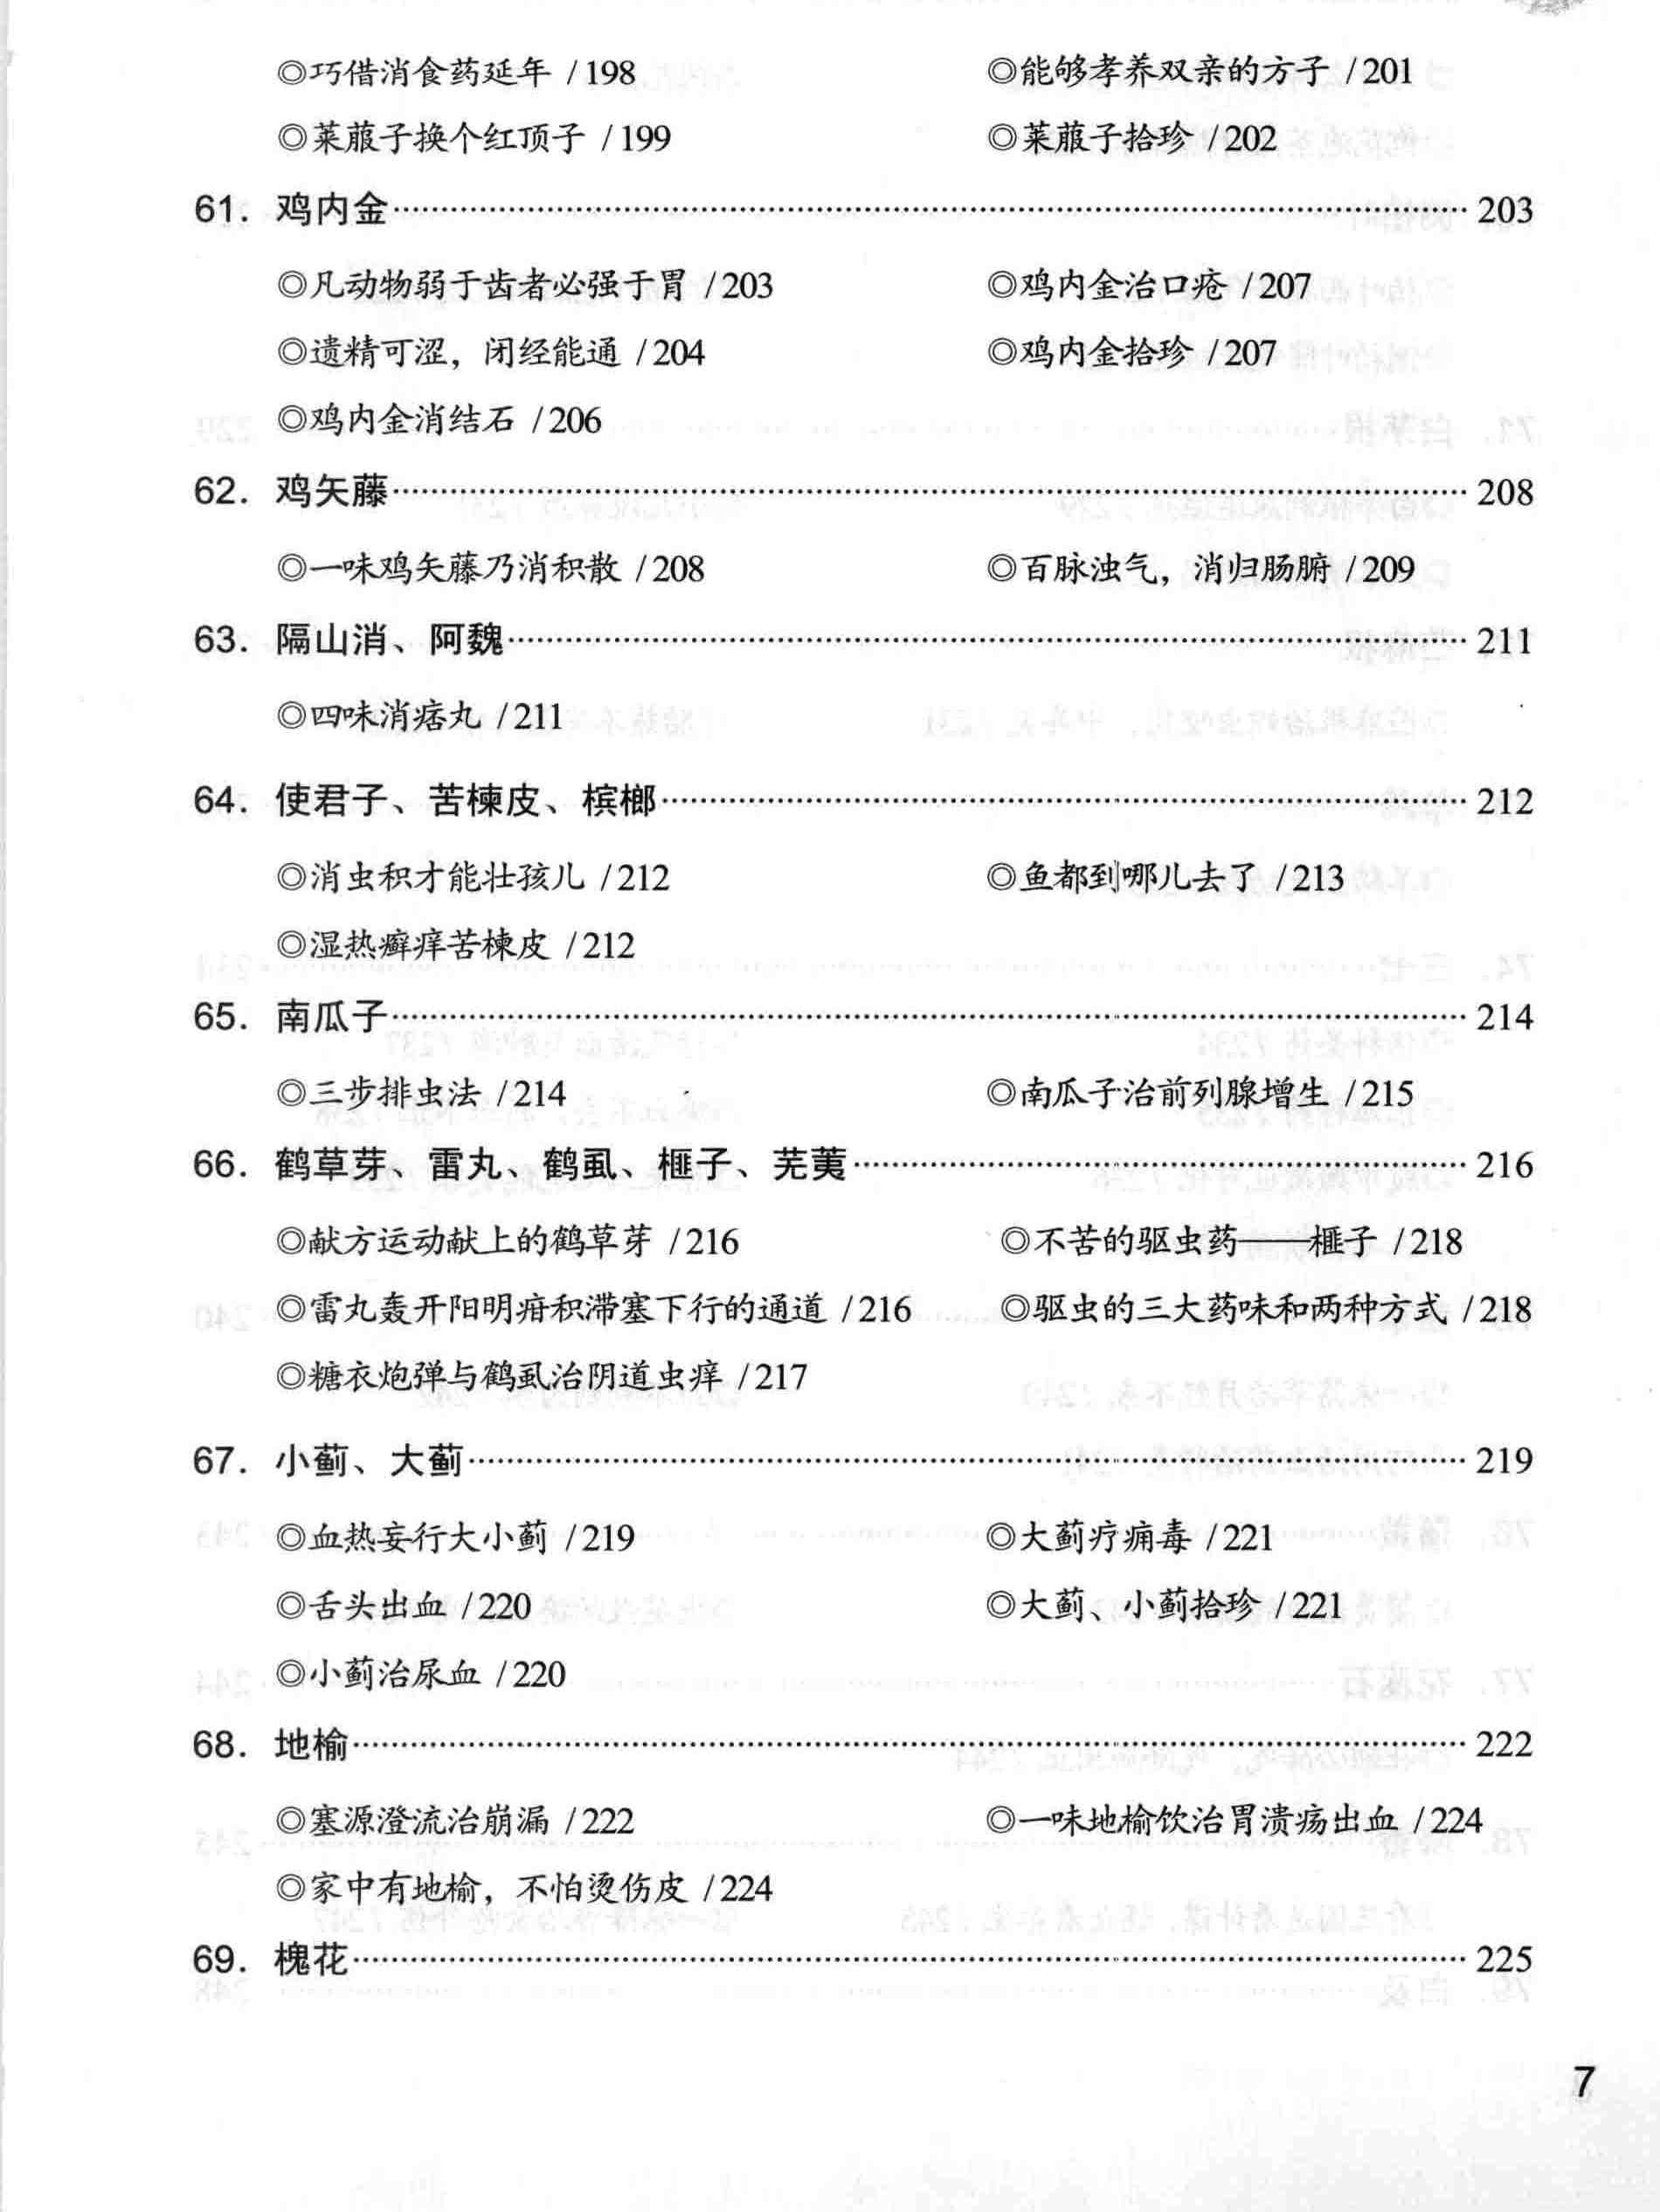 ◎巧借消食药延年 /198 ◎能够孝养双亲的方子 /201
◎莱菔子换个红顶子 /199 ◎莱菔子拾珍 /202
61. 鸡内金 203
◎凡动物弱于齿者必强于胃 /203 ◎鸡内金治口疮 /207
◎遗精可涩，闭经能通 /204 ◎鸡内金拾珍 /207
◎鸡内金消结石 /206
62. 鸡矢藤 208
◎一味鸡矢藤乃消积散 /208 ◎百脉浊气，消归肠腑 /209
63. 隔山消、阿魏 211
◎四味消痞丸 /211
64. 使君子、苦楝皮、槟榔 212
◎消虫积才能壮孩儿 /212 ◎鱼都到哪儿去了 /213
◎湿热癣痒苦楝皮 /212
65. 南瓜子 214
◎三步排虫法 /214 ◎南瓜子治前列腺增生 /215
66. 鹤草芽、雷丸、鹤虱、榧子、芜荑 216
◎献方运动献上的鹤草芽 /216 ◎不苦的驱虫药——榧子 /218
◎雷丸轰开阳明疳积滞塞下行的通道 /216 ◎驱虫的三大药味和两种方式 /218
◎糖衣炮弹与鹤虱治阴道虫痒 /217
67. 小蓟、大蓟 219
◎血热妄行大小蓟 /219 ◎大蓟疗痈毒 /221
◎舌头出血 /220 ◎大蓟、小蓟拾珍 /221
◎小蓟治尿血 /220
68. 地榆 222
◎塞源澄流治崩漏 /222 ◎一味地榆饮治胃溃疡出血 /224
◎家中有地榆，不怕烫伤皮 /224
69. 槐花 225
7